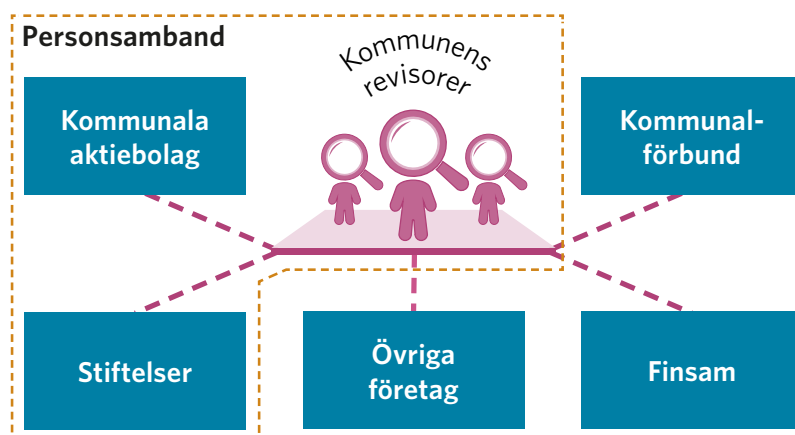 Personsamband
Kommunens
revisorer
Kommunala
aktiebolag
Kommunal-
förbund
Stiftelser
Övriga
företag
Finsam